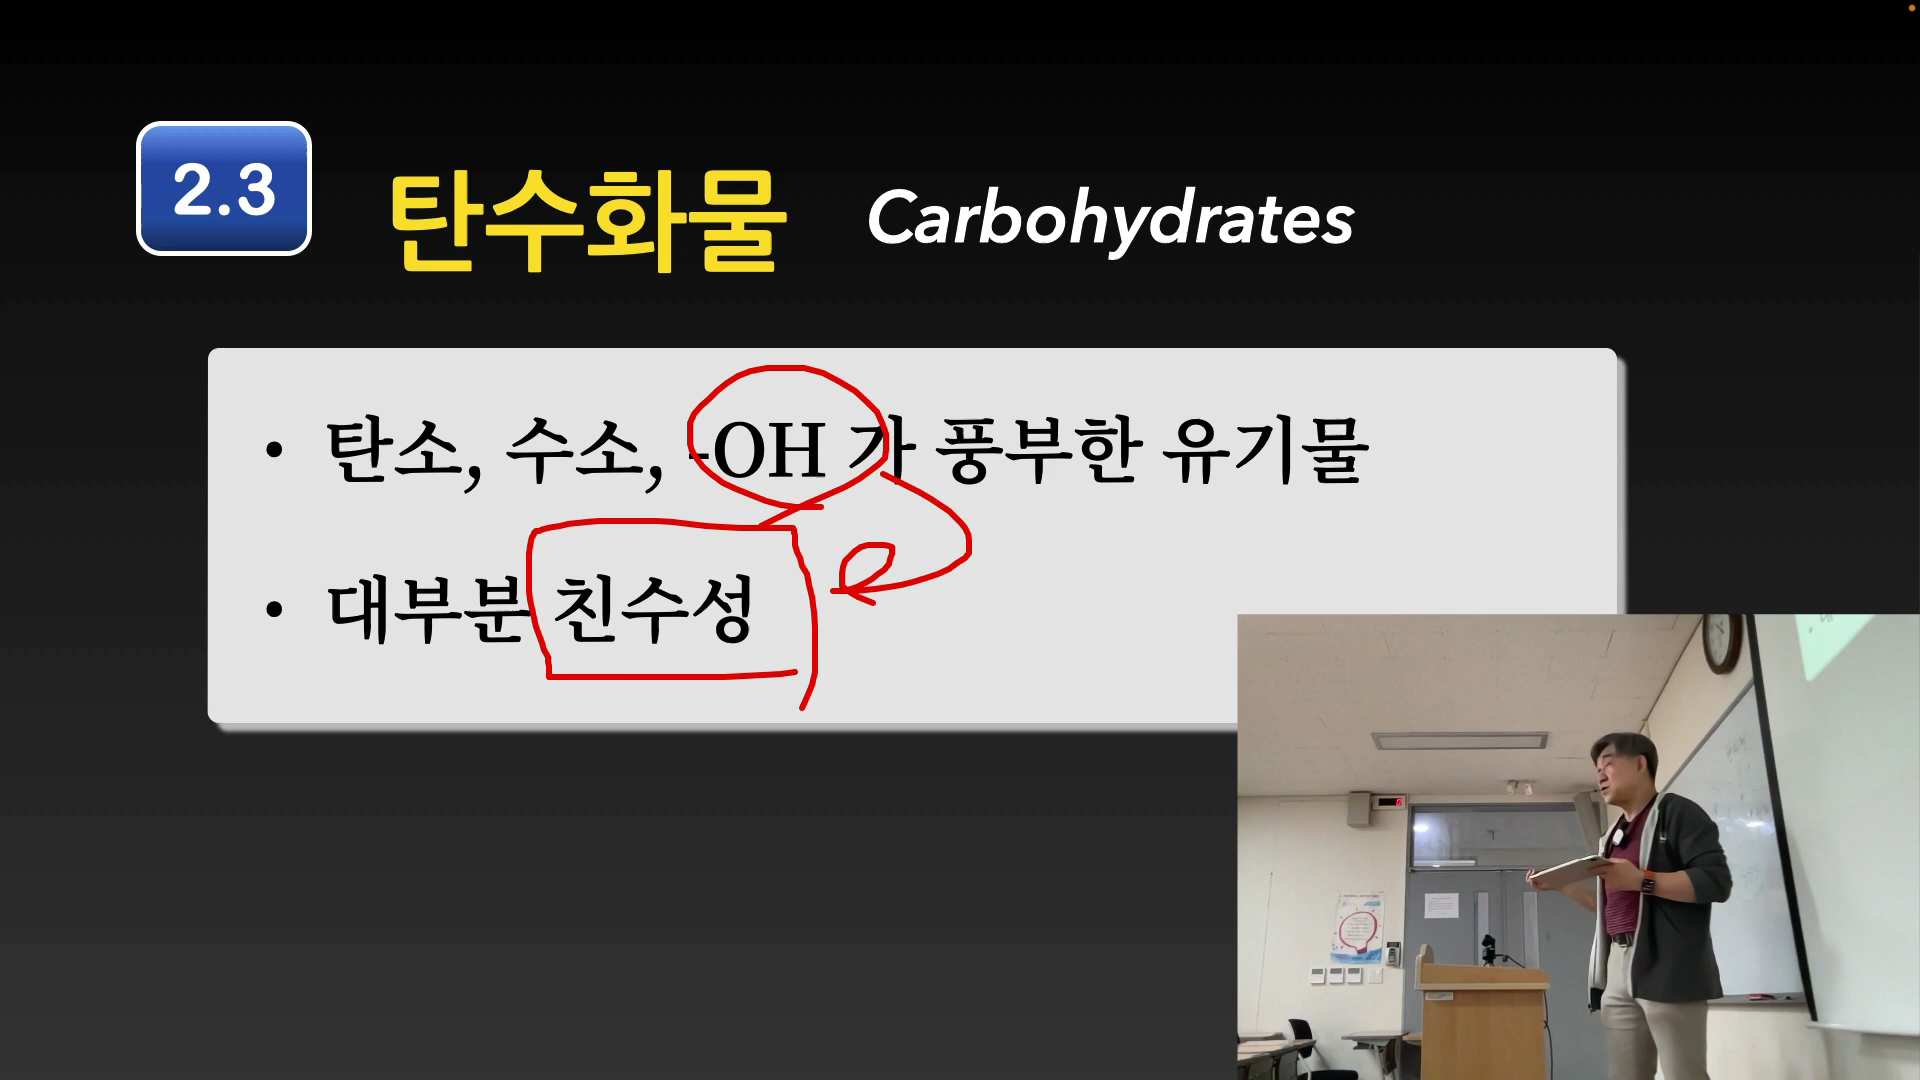 2.3
탄수화물 Carbohydrates
• 탄소, 수소, -OH 가 풍부한 유기물
• 대부분 친수성